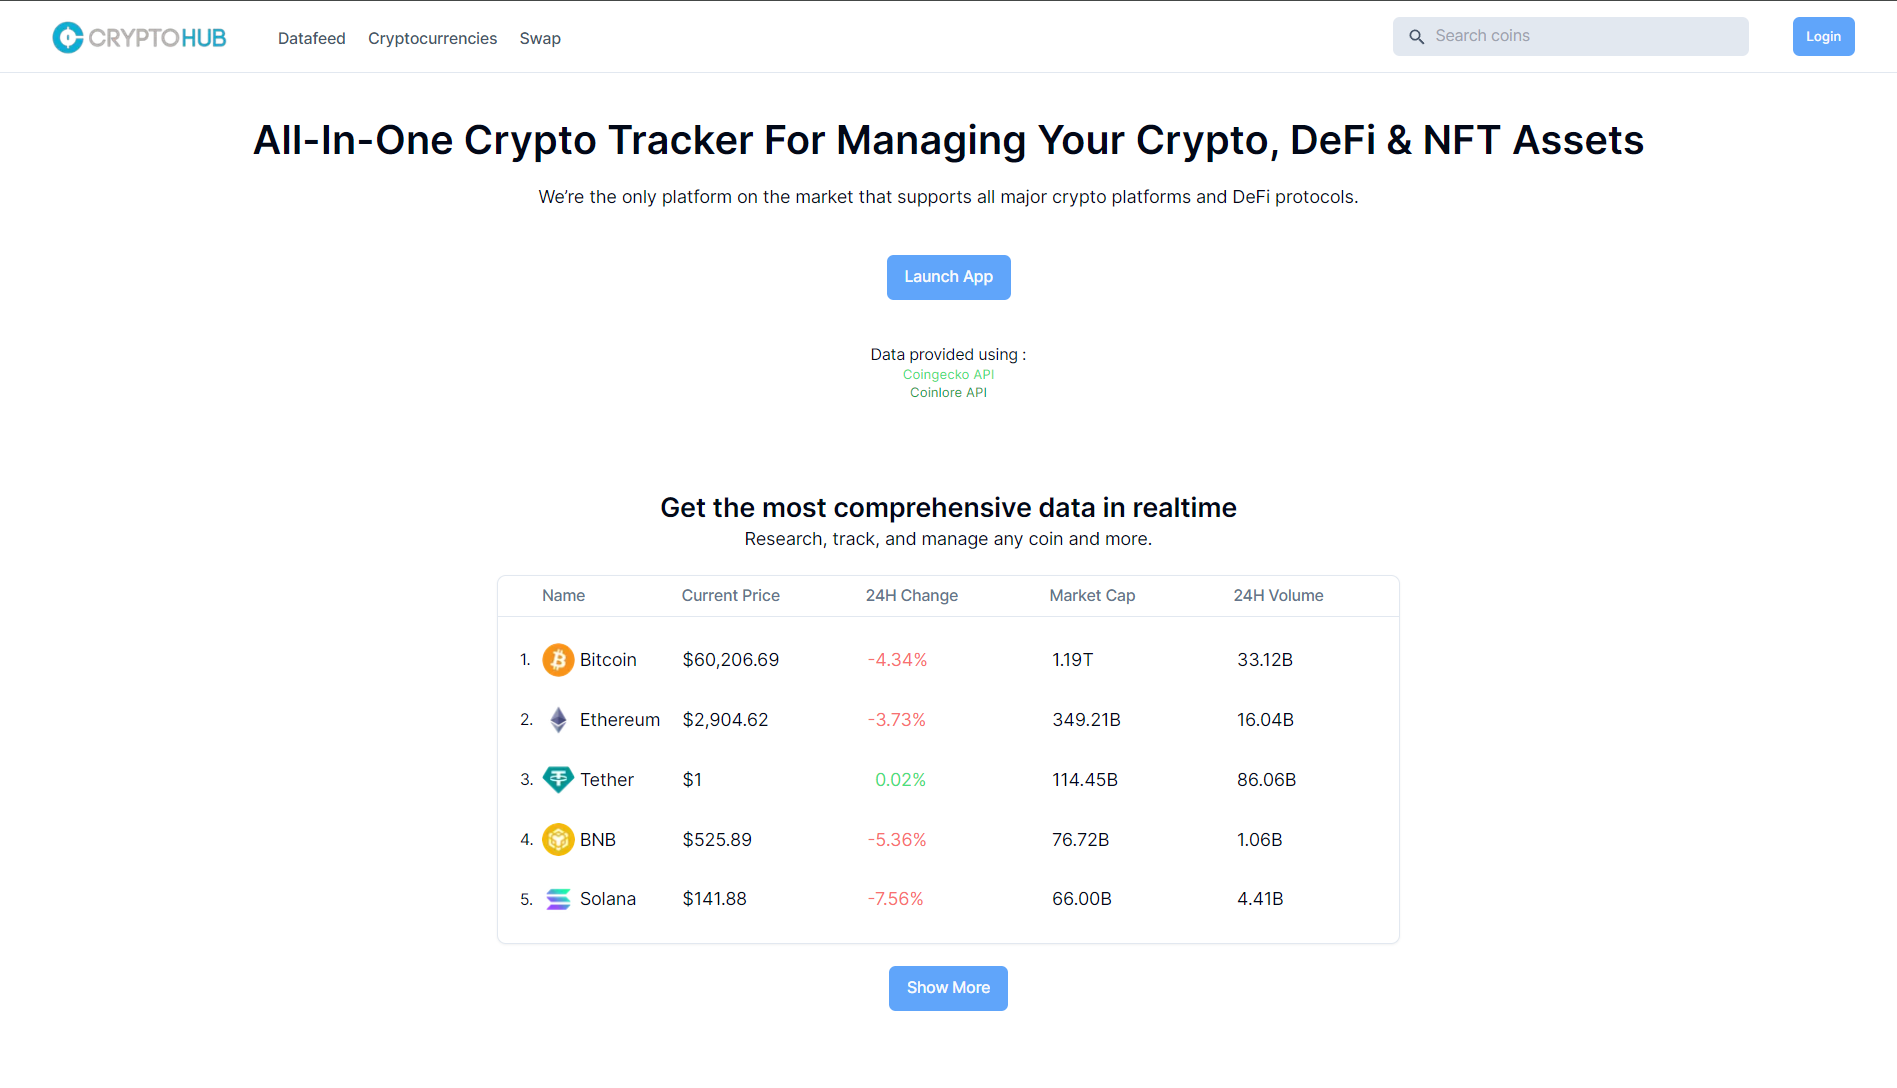 CRYPTOHUB Datafeed Cryptocurrencies Swap Search coins Login
All-In-One Crypto Tracker For Managing Your Crypto, DeFi & NFT Assets
We’re the only platform on the market that supports all major crypto platforms and DeFi protocols.
Launch App
Data provided using :
Coingecko API
Coinlore API
Get the most comprehensive data in realtime
Research, track, and manage any coin and more.
Name Current Price 24H Change Market Cap 24H Volume
1. Bitcoin $60,206.69 -4.34% 1.19T 33.12B
2. Ethereum $2,904.62 -3.73% 349.21B 16.04B
3. Tether $1 0.02% 114.45B 86.06B
4. BNB $525.89 -5.36% 76.72B 1.06B
5. Solana $141.88 -7.56% 66.00B 4.41B
Show More